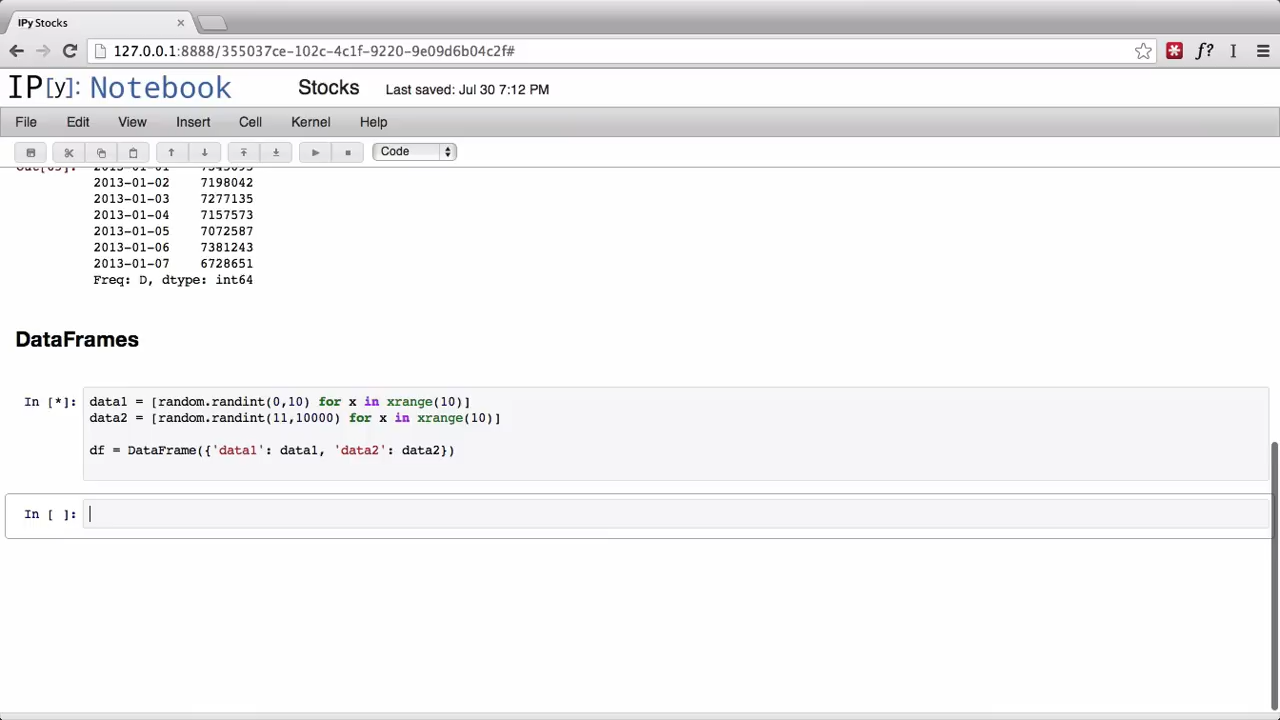 IPy Stocks
127.0.0.1:8888/355037ce-102c-4c1f-9220-9e09d6b04c2f#
f?
IP[y]: Notebook Stocks Last saved: Jul 30 7:12 PM
File Edit View Insert Cell Kernel Help
Code
2013-01-02 7198042
2013-01-03 7277135
2013-01-04 7157573
2013-01-05 7072587
2013-01-06 7381243
2013-01-07 6728651
Freq: D, dtype: int64
DataFrames
In [*]: data1 = [random.randint(0,10) for x in xrange(10)]
data2 = [random.randint(11,10000) for x in xrange(10)]
df = DataFrame({'data1': data1, 'data2': data2})
In [ ]: